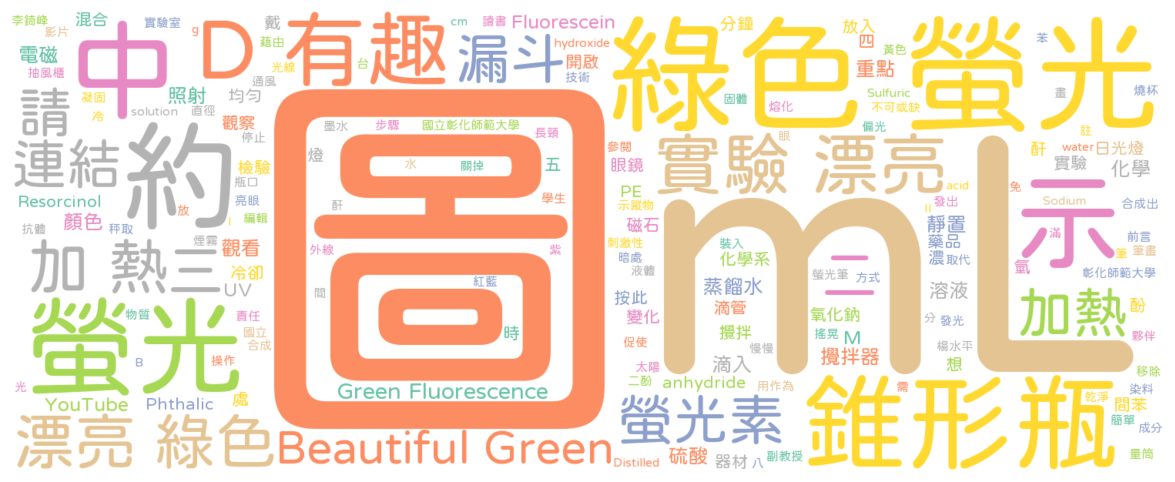 李錡峰 混合 實驗室 g 戴 有趣 讀書 cm Fluorescein 分鐘 放入 四 黃色 苯
影片 電磁 中 D 藉由 光線 台 漏斗 hydroxide 開啟 技術 綠色 螢光 重點
抽風櫃 凝固 冷 solution 照射 直徑 通風 均勻 固體 熔化 Sulfuric 不可或缺 畫 燒杯
請 約 觀察 停止 墨水 步驟 國立彰化師範大學 長頸 參閱 眼 偏光 註
連結 燈 水 關掉 五 眼鏡 實驗 漂亮 酐 water 日光燈
檢驗 瓶口 PE 實驗 化學
Resorcinol 顏色 亮眼 酐 學生 示蹤物 acid 免 Sodium 合成出
抗體 秤取 放 I 編輯 圖 磁石 mL 發出 II 示
加熱 三 煙霧 觀看 外線 紫 刺激性 裝入 靜置 滿 前言
暗處 化學系 二 藥品 筆 筆畫
冷卻 UV 間 紅藍 液體 螢光筆 方式 濃 取代 氫 彰化師範大學
按此 蒸餾水 溶液
螢光 物質 責任 變化 滴管 氧化鈉 分 發光 加熱 酚
國立 合成 時 促使 攪拌 搖晃 M 楊水平 夥伴
光 B 操作 太陽 滴入 慢慢 攪拌器 想 移除
YouTube Phthalic 處 Green Fluorescence 二酚 anhydride 用作為 需 乾淨 間苯 染料
漂亮 綠色 Beautiful Green 螢光素 錐形瓶 簡單 成分
Distilled 硫酸 器材 八 副教授 量筒